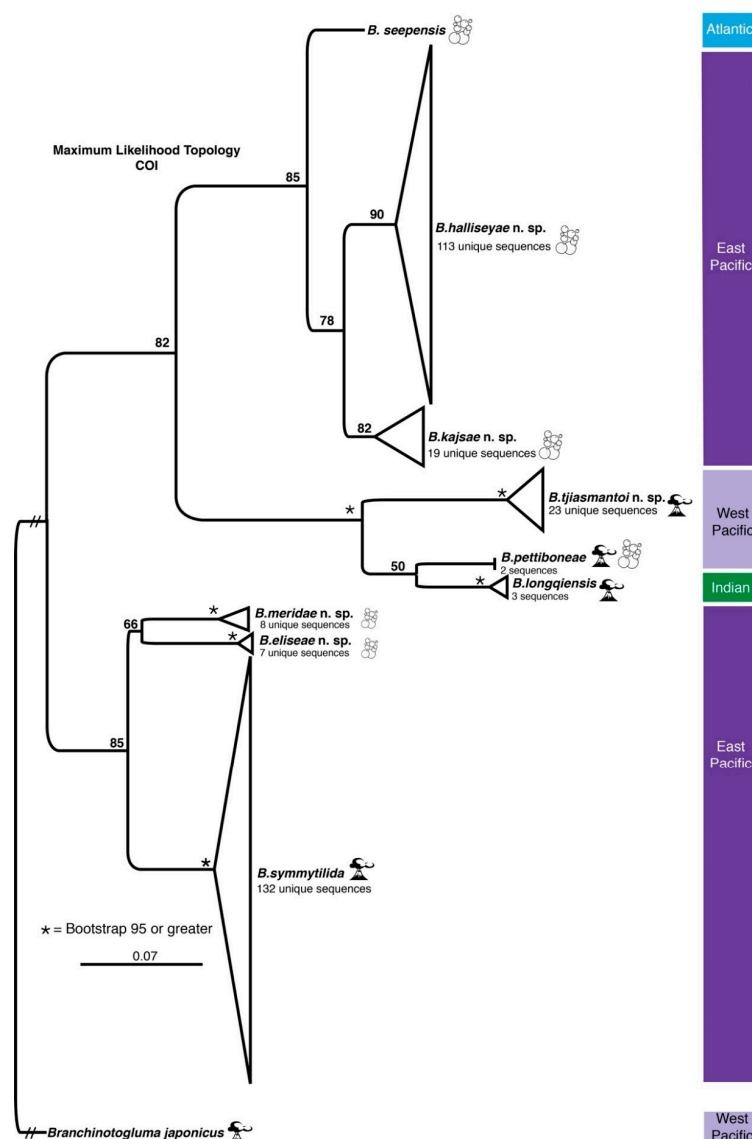 B. seepensis
Atlantic
Maximum Likelihood Topology
COI
85
90
B.halliseyae n. sp.
113 unique sequences
East
Pacific
78
82
82
B.kajsae n. sp.
19 unique sequences
*
*
B.tjiasmantoi n. sp.
23 unique sequences
West
Pacific
50
B.pettiboneae
2 sequences
*
B.longqiensis
3 sequences
Indian
*
B.meridae n. sp.
8 unique sequences
66
*
B.eliseae n. sp.
7 unique sequences
85
East
Pacific
*
B.symmytilida
132 unique sequences
* = Bootstrap 95 or greater
0.07
Branchinotogluma japonicus
West
Pacific